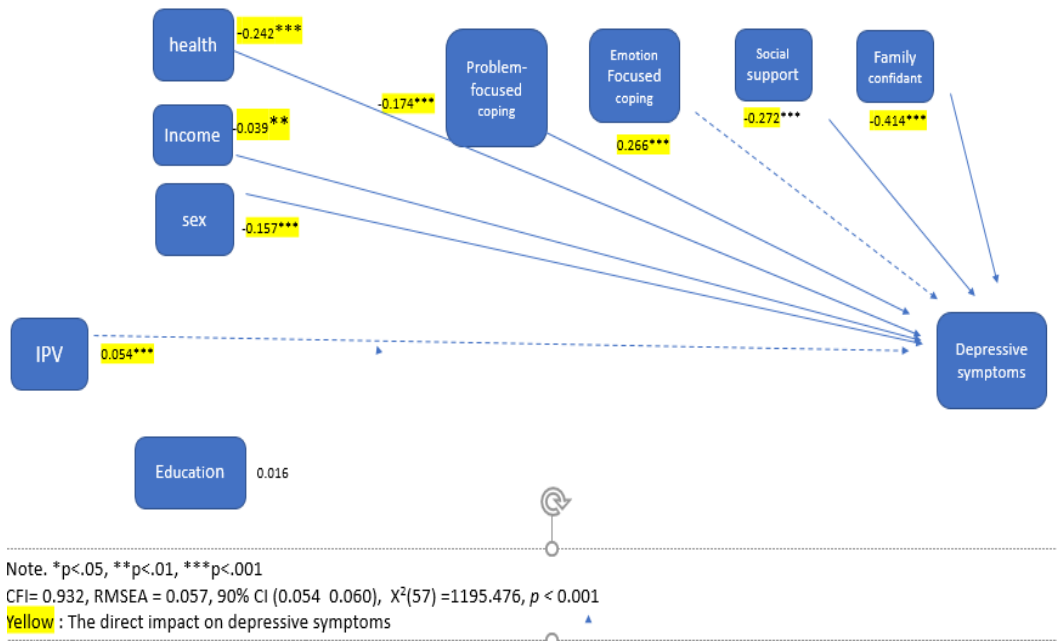 health
-0.242***
Problem-
focused
coping
-0.174***
Emotion
Focused
coping
0.266***
Social
support
-0.272***
Family
confidant
-0.414***
Income
-0.039**
sex
-0.157***
IPV
0.054***
Depressive
symptoms
Education
0.016
Note. *p<.05, **p<.01, ***p<.001
CFI= 0.932, RMSEA = 0.057, 90% CI (0.054 0.060), X²(57) =1195.476, p < 0.001
Yellow : The direct impact on depressive symptoms